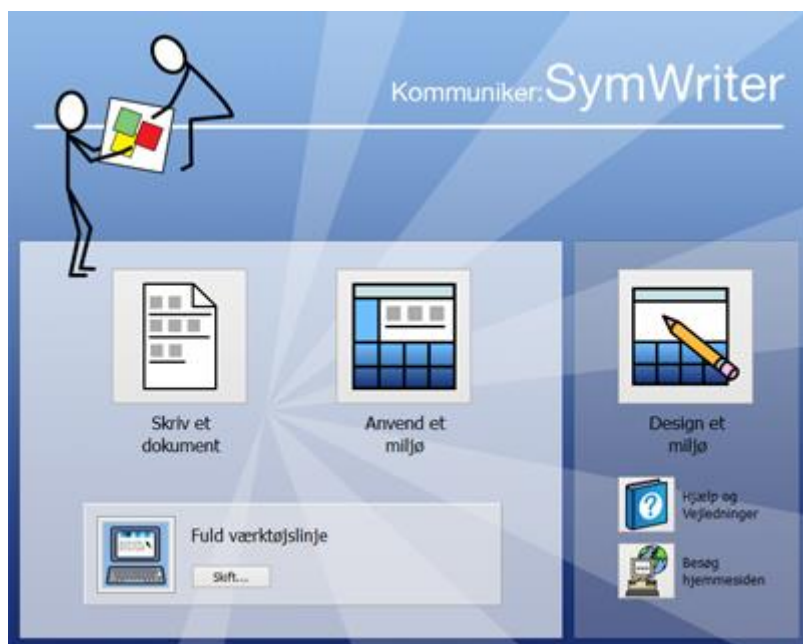 Kommuniker:SymWriter
Skriv et
dokument
Anvend et
miljø
Design et
miljø
Fuld værktøjslinje
Skift...
Hjælp og
Vejledninger
Besøg
hjemmesiden